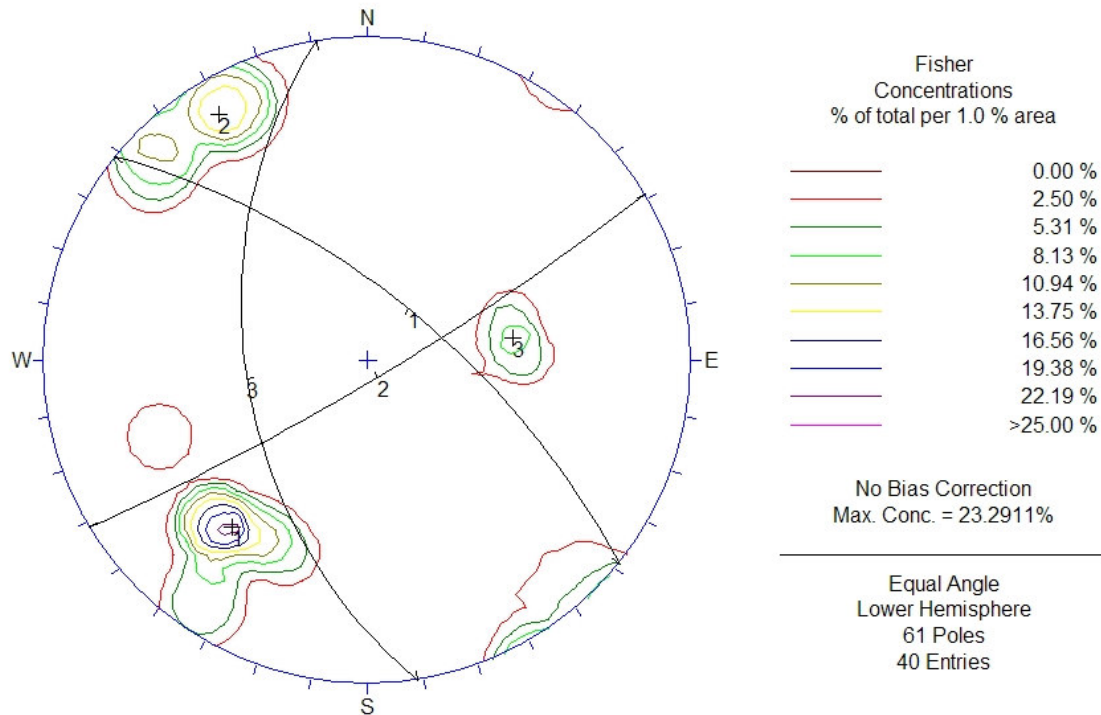 N
Fisher
Concentrations
% of total per 1.0 % area
2
0.00 %
2.50 %
5.31 %
8.13 %
10.94 %
13.75 %
16.56 %
19.38 %
22.19 %
>25.00 %
1
3
W
E
3
2
No Bias Correction
Max. Conc. = 23.2911%
1
Equal Angle
Lower Hemisphere
61 Poles
40 Entries
S